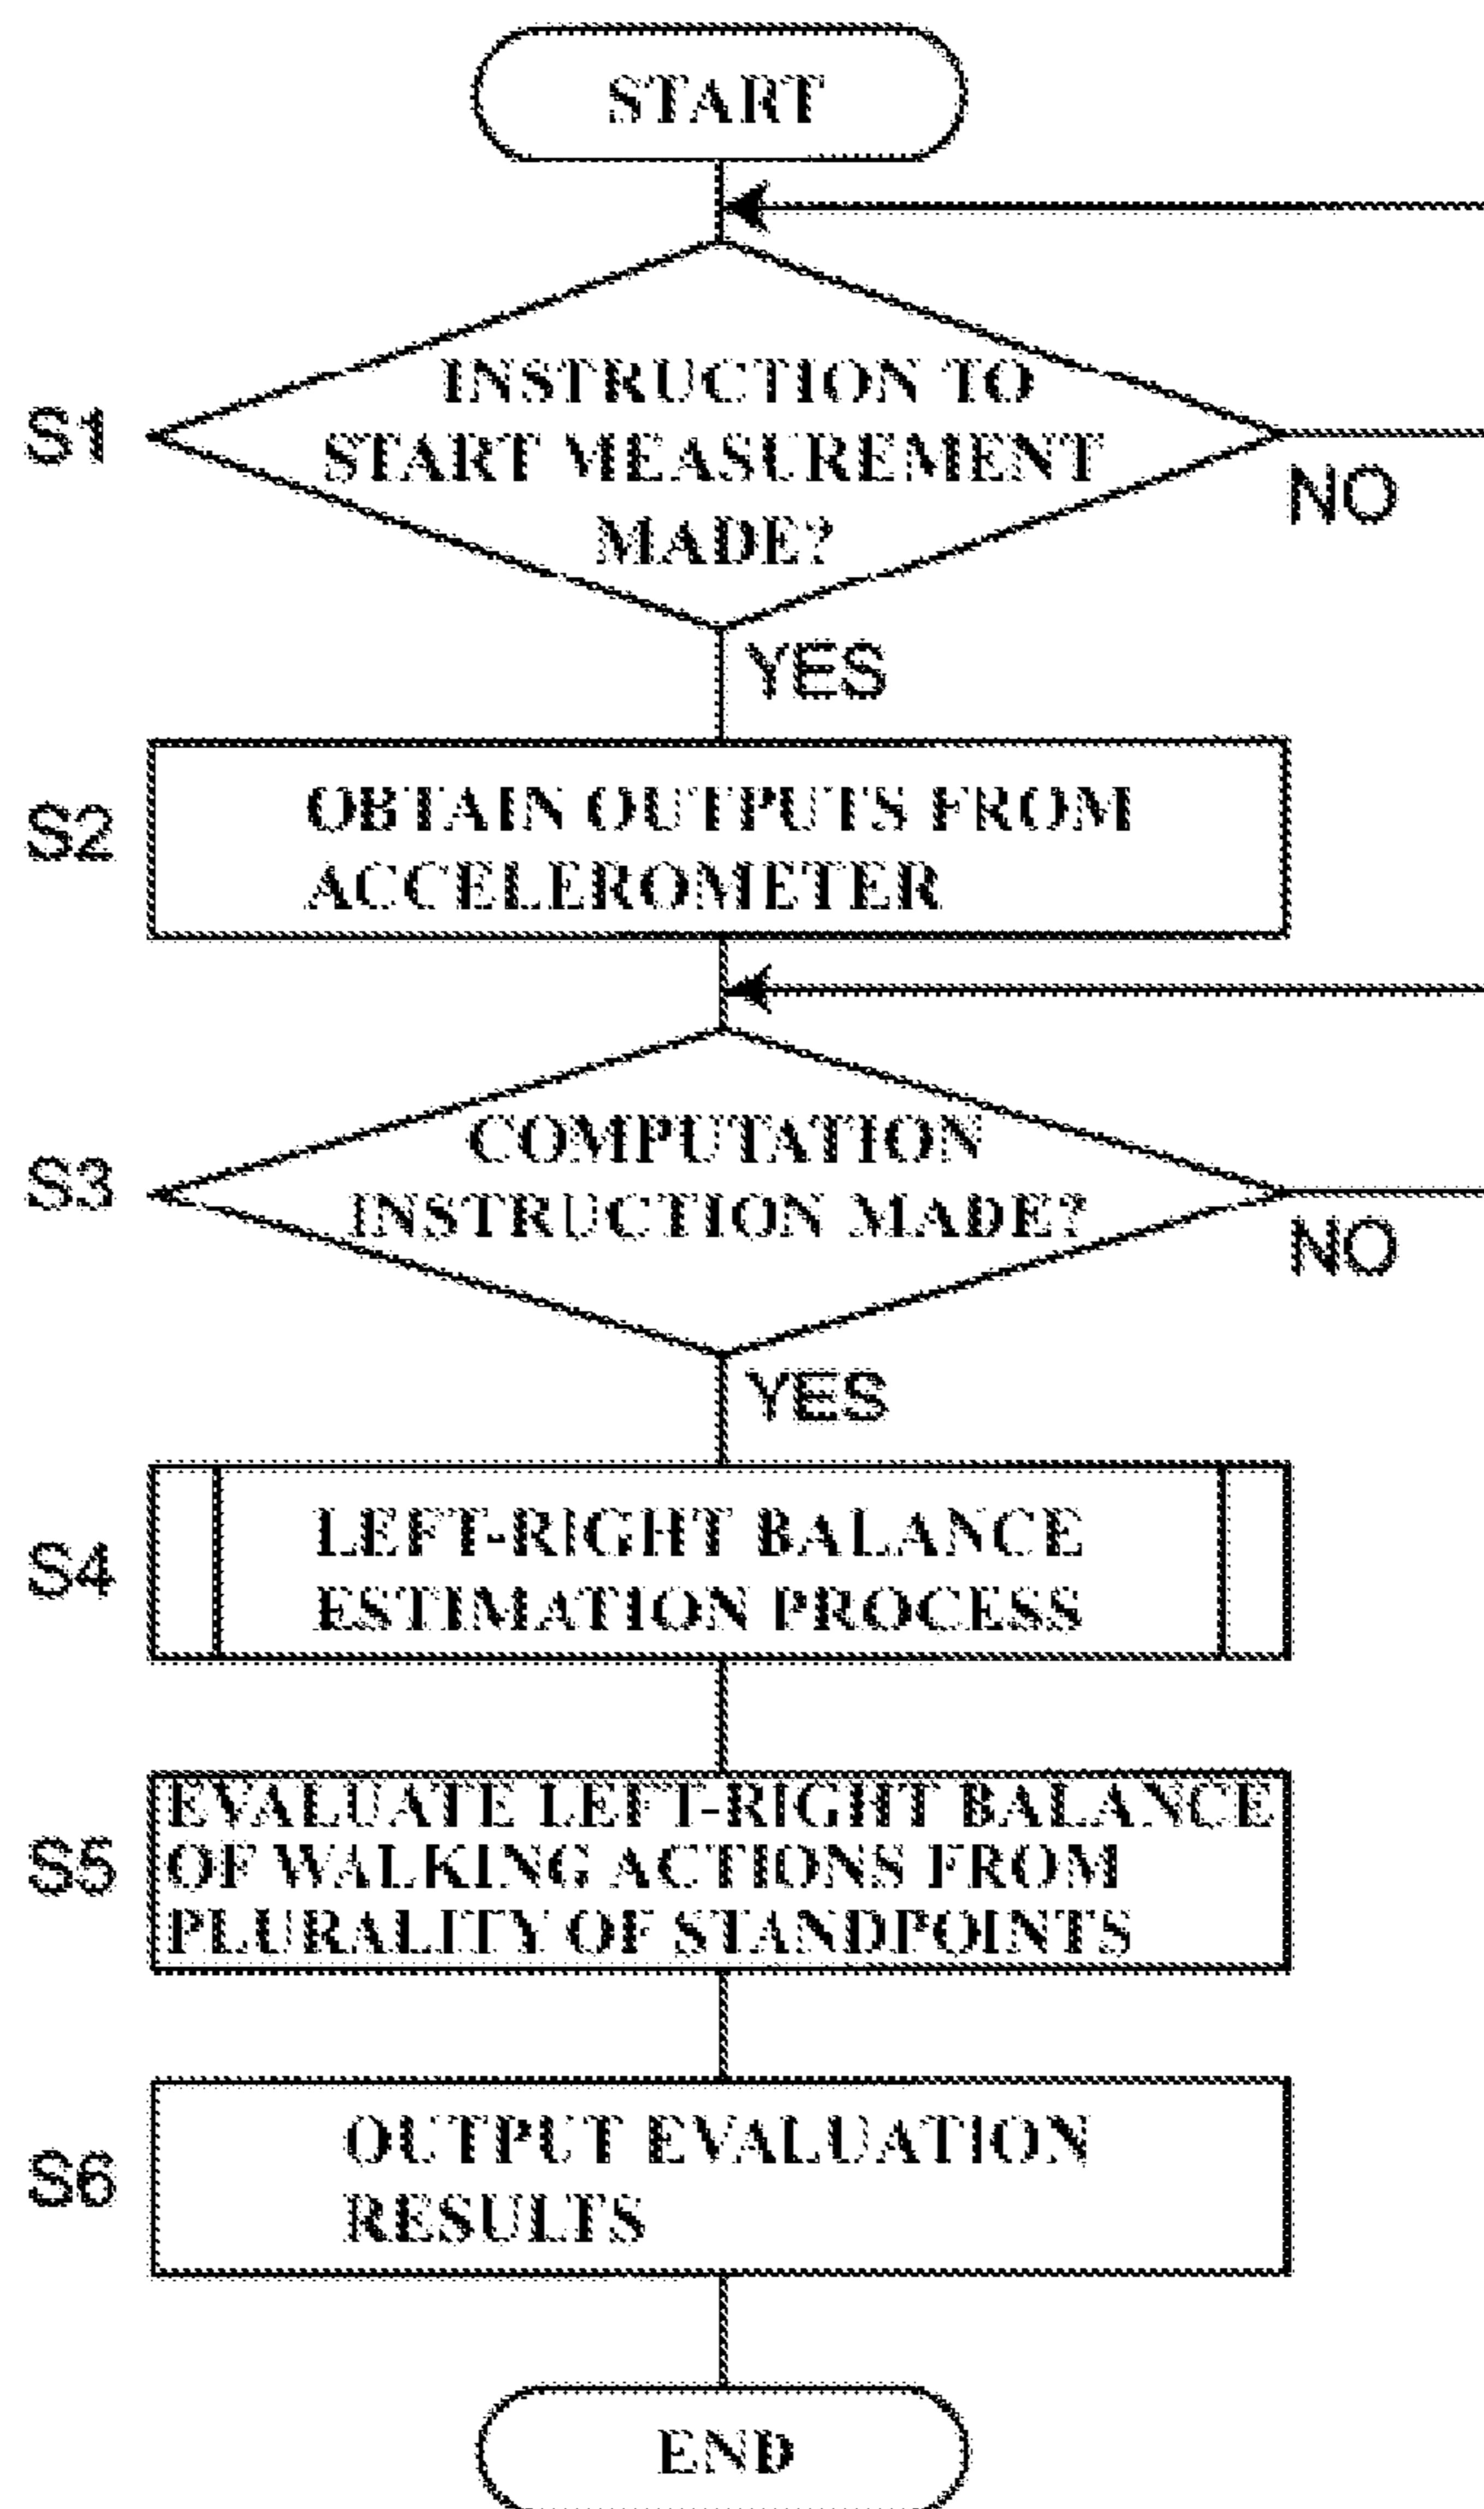 START
INSTRUCTION TO
START MEASUREMENT
MADE?
S1
NO
YES
S2
OBTAIN OUTPUTS FROM
ACCELEROMETER
COMPUTATION
INSTRUCTION MADE?
S3
NO
YES
S4
LEFT-RIGHT BALANCE
ESTIMATION PROCESS
S5
EVALUATE LEFT-RIGHT BALANCE
OF WALKING ACTIONS FROM
PLURALITY OF STANDPOINTS
S6
OUTPUT EVALUATION
RESULTS
END